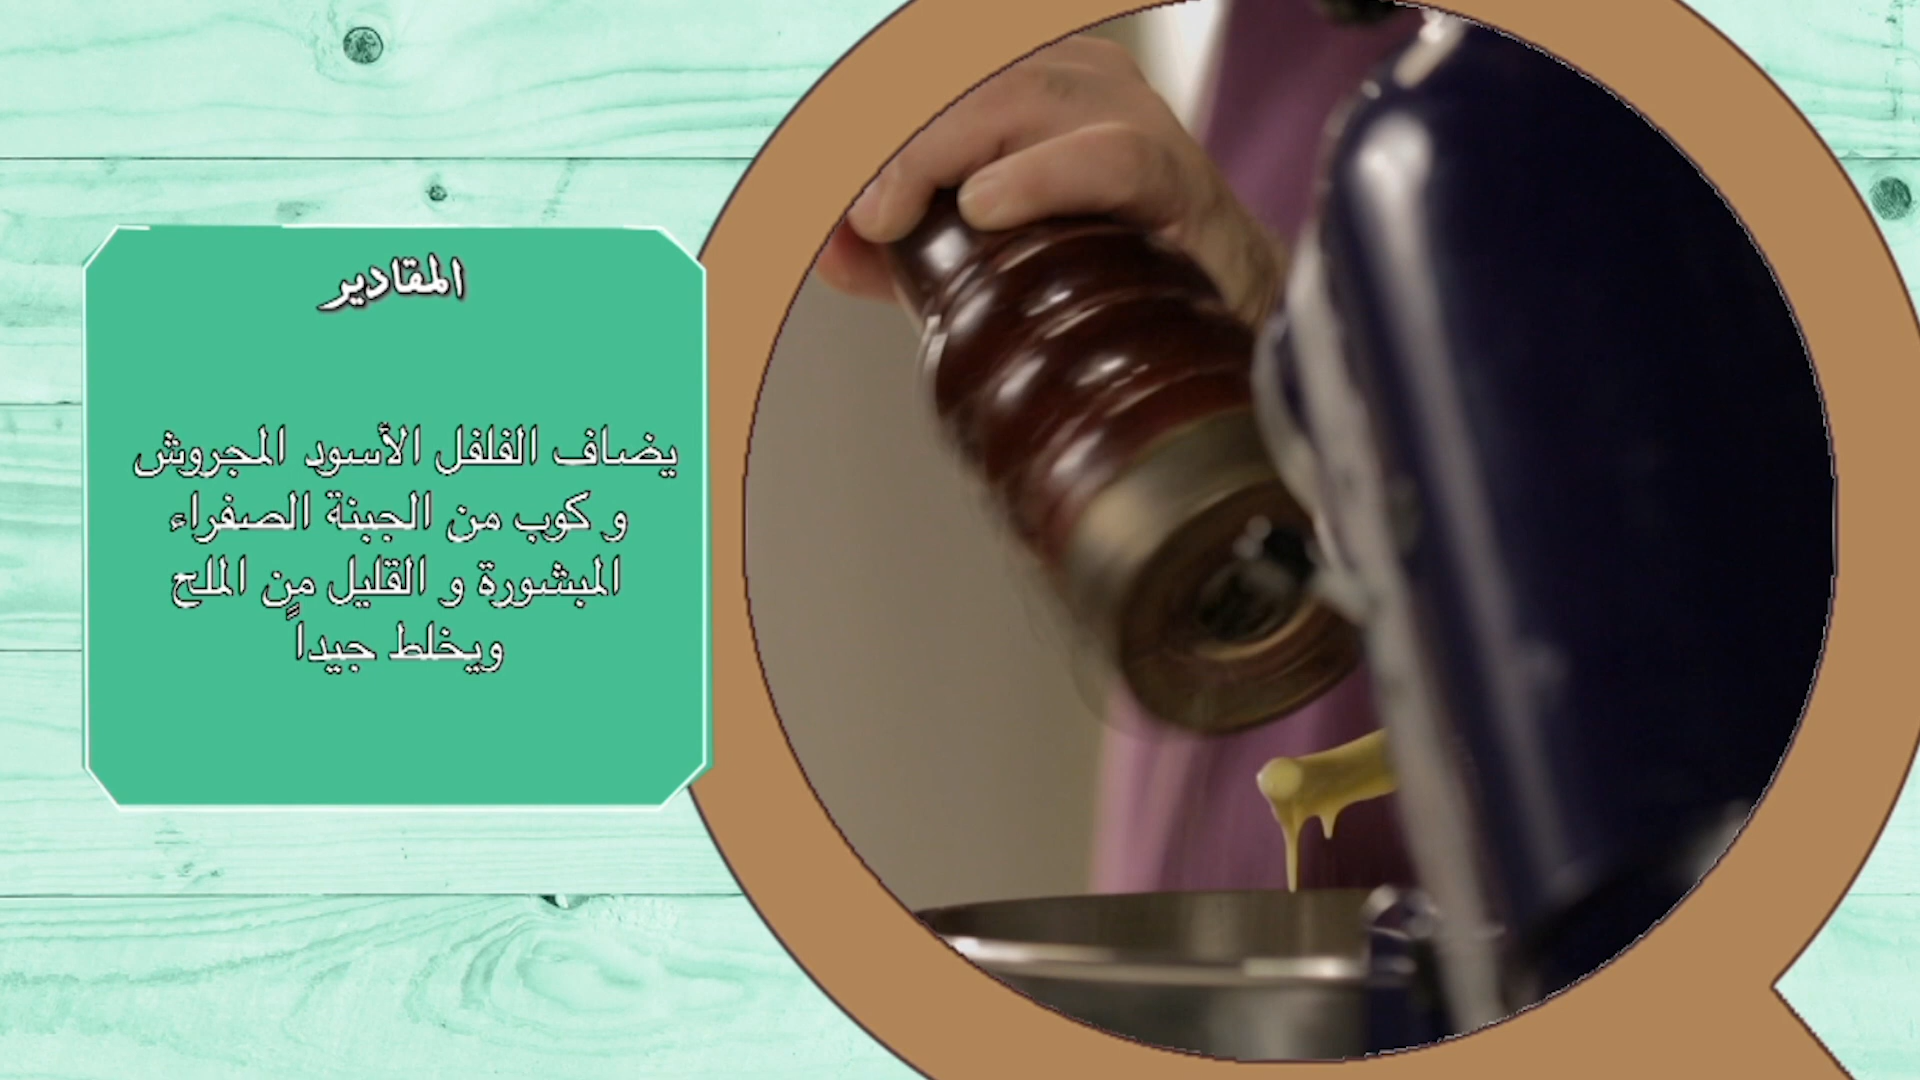 المقادير
يضاف الفلفل الأسود المجروش
و كوب من الجبنة الصفراء
المبشورة و القليل من الملح
ويخلط جيداً